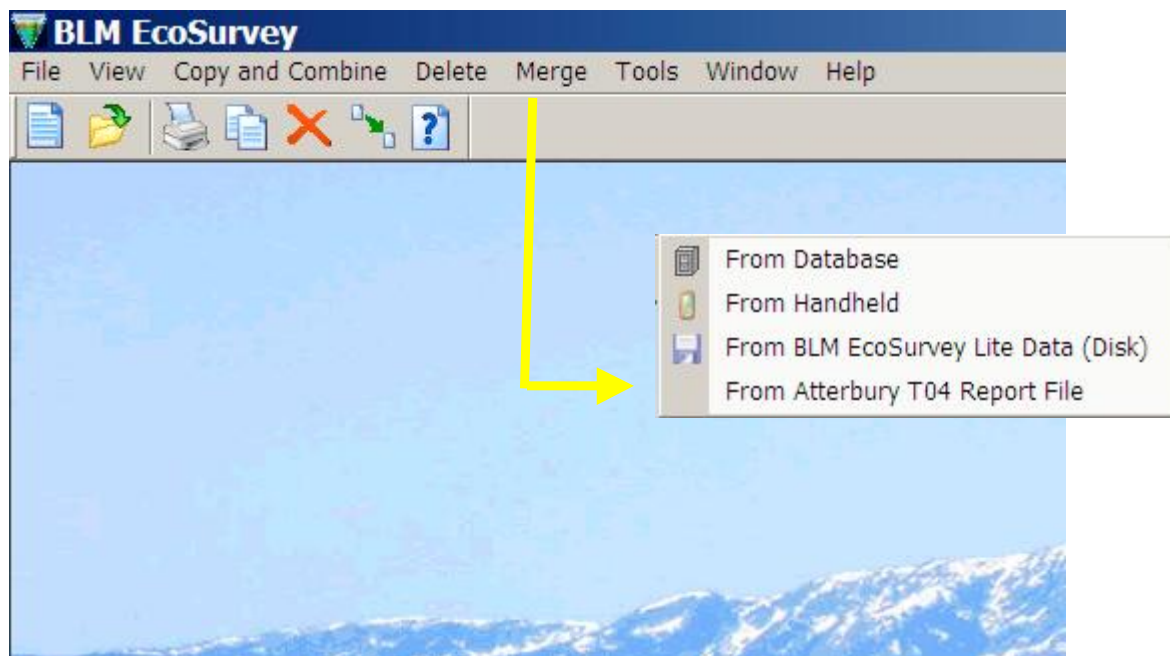 BLM EcoSurvey
File View Copy and Combine Delete Merge Tools Window Help
From Database
From Handheld
From BLM EcoSurvey Lite Data (Disk)
From Atterbury T04 Report File